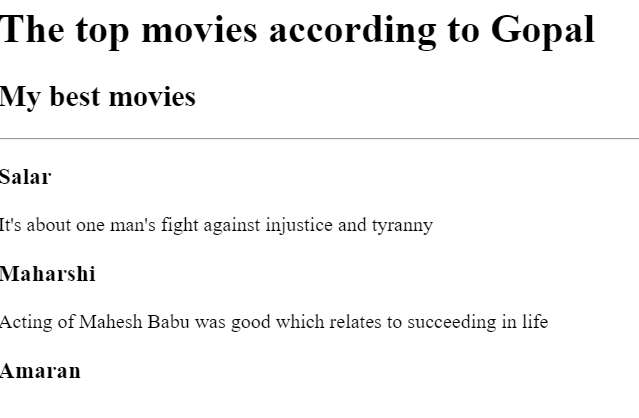 The top movies according to Gopal
My best movies
Salar
It's about one man's fight against injustice and tyranny
Maharshi
Acting of Mahesh Babu was good which relates to succeeding in life
Amaran